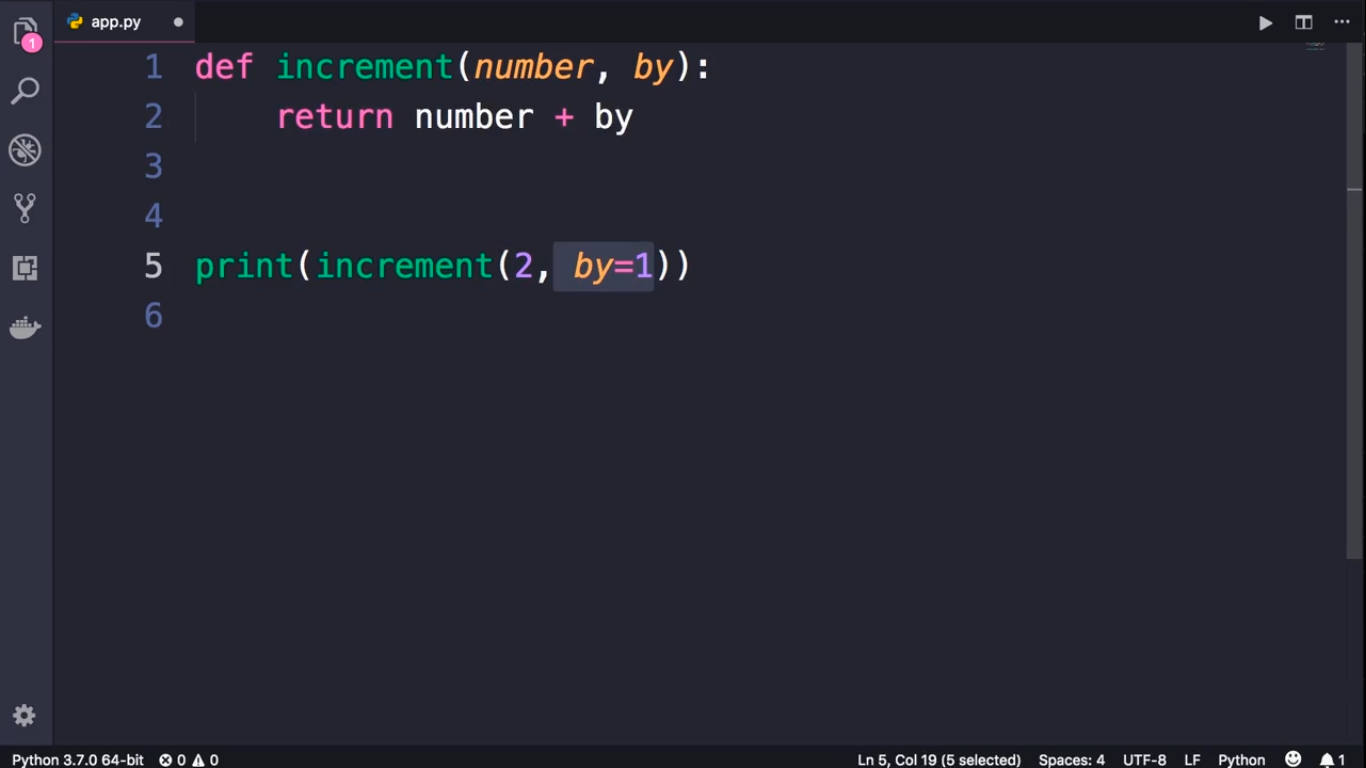 app.py
1 def increment(number, by):
2     return number + by
3
4
5 print(increment(2, by=1))
6
1
Python 3.7.0 64-bit 0 0 Ln 5, Col 19 (5 selected) Spaces: 4 UTF-8 LF Python 1